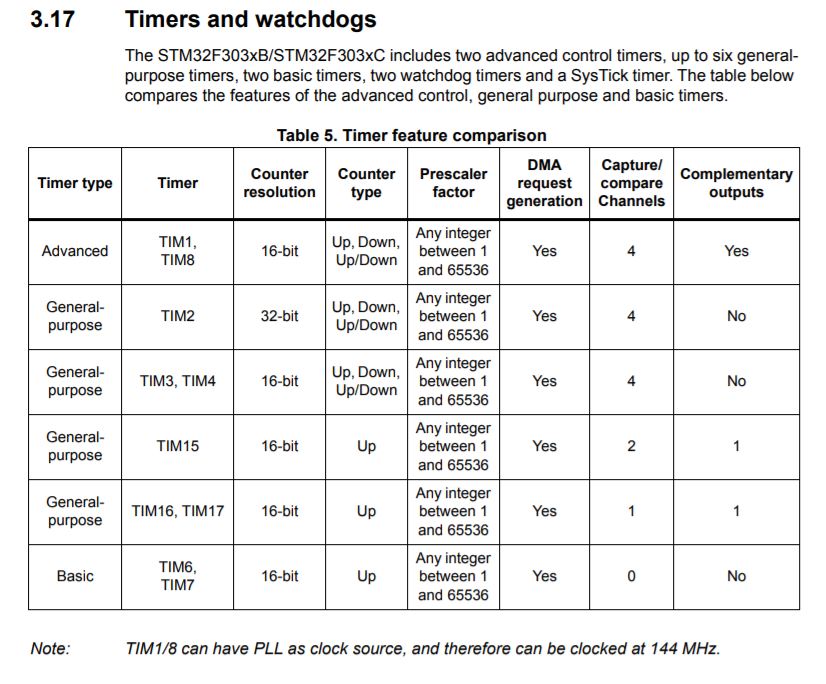 3.17 Timers and watchdogs
The STM32F303xB/STM32F303xC includes two advanced control timers, up to six general-
purpose timers, two basic timers, two watchdog timers and a SysTick timer. The table below
compares the features of the advanced control, general purpose and basic timers.
Table 5. Timer feature comparison
Timer type
Timer
Counter
resolution
Counter
type
Prescaler
factor
DMA
request
generation
Capture/
compare
Channels
Complementary
outputs
Advanced
TIM1,
TIM8
16-bit
Up, Down,
Up/Down
Any integer
between 1
and 65536
Yes
4
Yes
General-
purpose
TIM2
32-bit
Up, Down,
Up/Down
Any integer
between 1
and 65536
Yes
4
No
General-
purpose
TIM3, TIM4
16-bit
Up, Down,
Up/Down
Any integer
between 1
and 65536
Yes
4
No
General-
purpose
TIM15
16-bit
Up
Any integer
between 1
and 65536
Yes
2
1
General-
purpose
TIM16, TIM17
16-bit
Up
Any integer
between 1
and 65536
Yes
1
1
Basic
TIM6,
TIM7
16-bit
Up
Any integer
between 1
and 65536
Yes
0
No
Note: TIM1/8 can have PLL as clock source, and therefore can be clocked at 144 MHz.